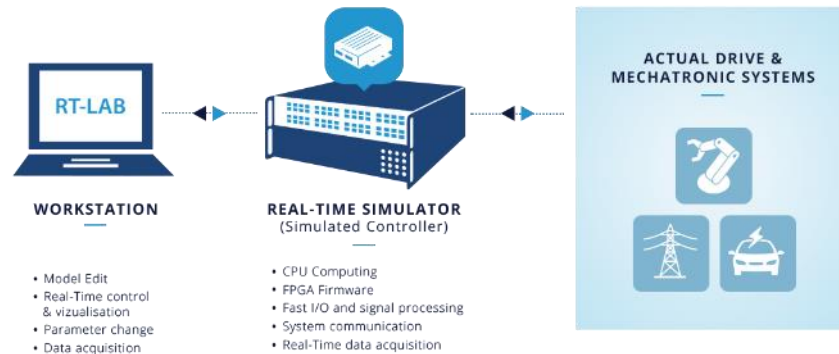 RT-LAB
WORKSTATION
• Model Edit
• Real-Time control
& vizualisation
• Parameter change
• Data acquisition
REAL-TIME SIMULATOR
(Simulated Controller)
• CPU Computing
• FPGA Firmware
• Fast I/O and signal processing
• System communication
• Real-Time data acquisition
ACTUAL DRIVE &
MECHATRONIC SYSTEMS